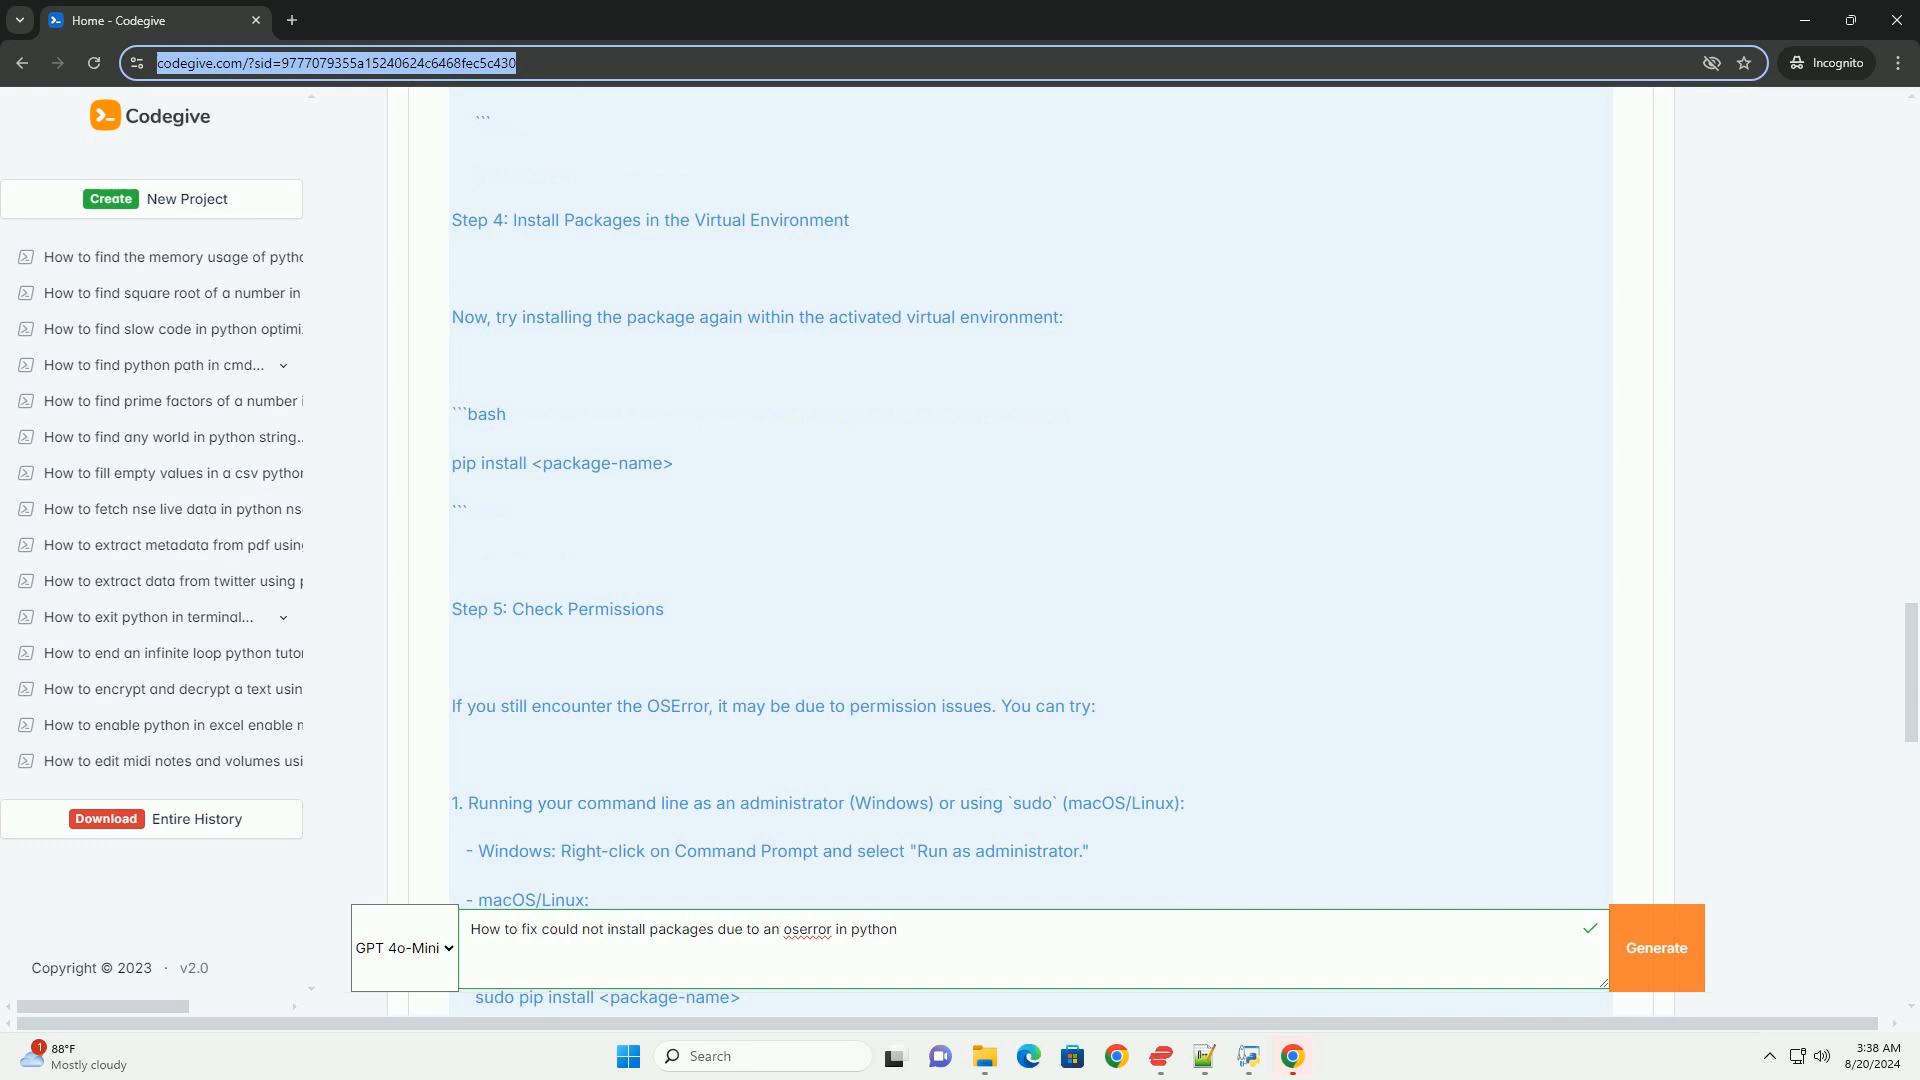 Home - Codegive
codegive.com/?sid=9777079355a15240624c6468fec5c430
Incognito
Codegive
Create New Project
How to find the memory usage of pytho
How to find square root of a number in
How to find slow code in python optimi
How to find python path in cmd...
How to find prime factors of a number i
How to find any world in python string..
How to fill empty values in a csv python
How to fetch nse live data in python ns
How to extract metadata from pdf using
How to extract data from twitter using p
How to exit python in terminal...
How to end an infinite loop python tutor
How to encrypt and decrypt a text usin
How to enable python in excel enable m
How to edit midi notes and volumes usi
Download Entire History
Copyright © 2023 · v2.0
```
Step 4: Install Packages in the Virtual Environment
Now, try installing the package again within the activated virtual environment:
```bash
pip install <package-name>
```
Step 5: Check Permissions
If you still encounter the OSError, it may be due to permission issues. You can try:
1. Running your command line as an administrator (Windows) or using `sudo` (macOS/Linux):
- Windows: Right-click on Command Prompt and select "Run as administrator."
- macOS/Linux:
GPT 4o-Mini
How to fix could not install packages due to an oserror in python
Generate
sudo pip install <package-name>
1
88°F
Mostly cloudy
Search
3:38 AM
8/20/2024